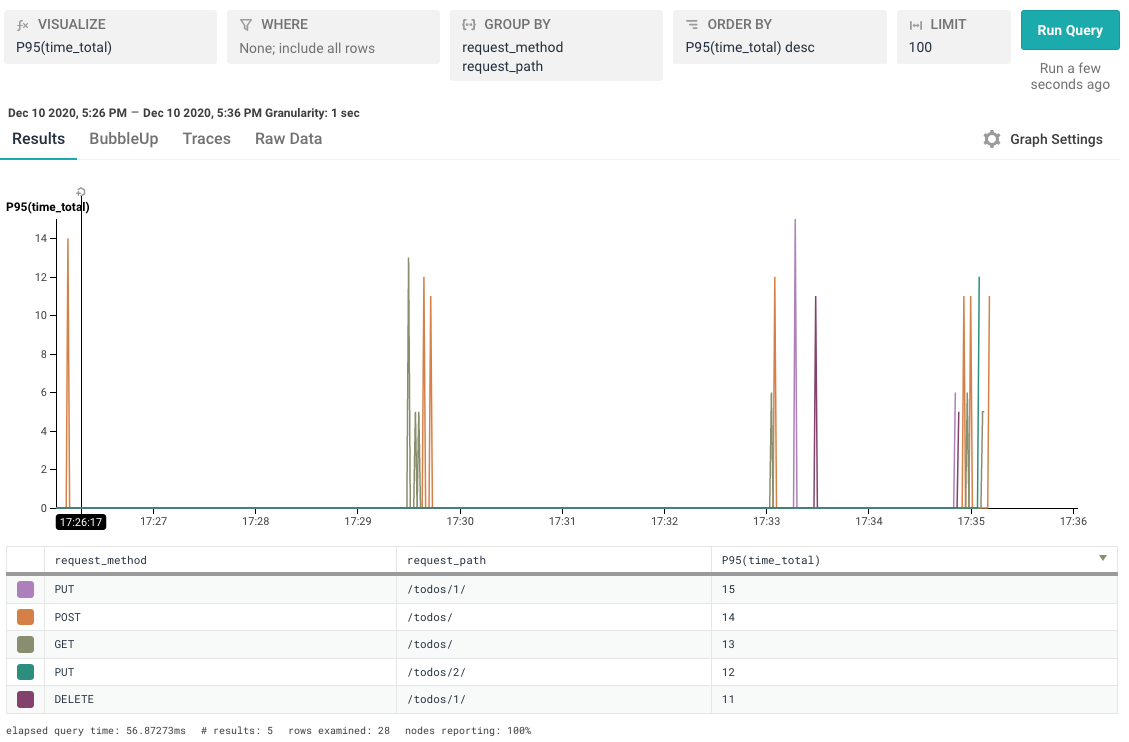 VISUALIZE
P95(time_total)
WHERE
None; include all rows
GROUP BY
request_method
request_path
ORDER BY
P95(time_total) desc
LIMIT
100
Run Query
Run a few
seconds ago
Dec 10 2020, 5:26 PM – Dec 10 2020, 5:36 PM Granularity: 1 sec
Results BubbleUp Traces Raw Data
Graph Settings
P95(time_total)
14
12
10
8
6
4
2
0
17:26:17 17:27 17:28 17:29 17:30 17:31 17:32 17:33 17:34 17:35 17:36
request_method request_path P95(time_total)
PUT /todos/1/ 15
POST /todos/ 14
GET /todos/ 13
PUT /todos/2/ 12
DELETE /todos/1/ 11
elapsed query time: 56.87273ms # results: 5 rows examined: 28 nodes reporting: 100%